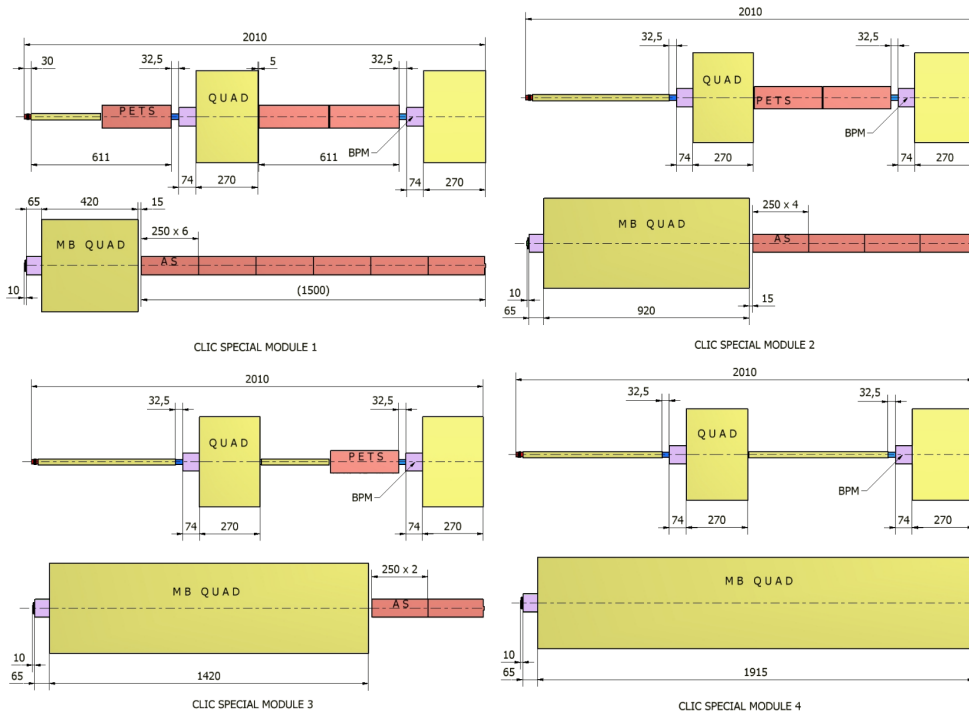 2010
30
32,5
5
32,5
PETS
QUAD
BPM
611
611
74
270
74
270
65
420
15
MB QUAD
250 x 6
AS
10
(1500)
CLIC SPECIAL MODULE 1
2010
32,5
32,5
QUAD
PETS
BPM
74
270
74
270
MB QUAD
250 x 4
AS
10
15
65
920
CLIC SPECIAL MODULE 2
2010
32,5
32,5
QUAD
PETS
BPM
74
270
74
270
MB QUAD
250 x 2
AS
10
65
1420
CLIC SPECIAL MODULE 3
2010
32,5
32,5
QUAD
BPM
74
270
74
270
MB QUAD
10
65
1915
CLIC SPECIAL MODULE 4